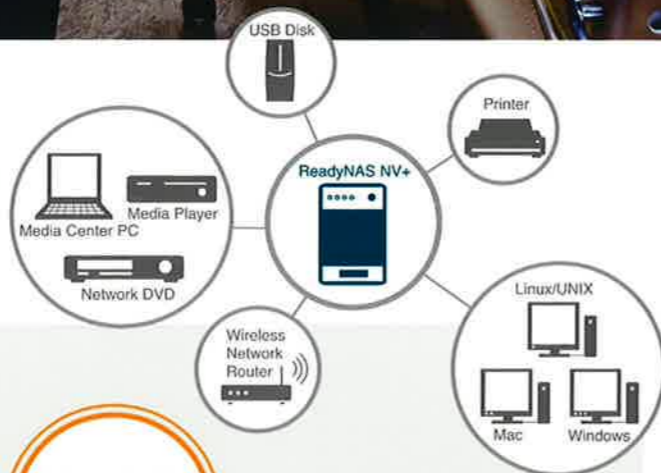 USB Disk
Printer
ReadyNAS NV+
Media Player
Media Center PC
Network DVD
Linux/UNIX
Wireless
Network
Router
Mac
Windows